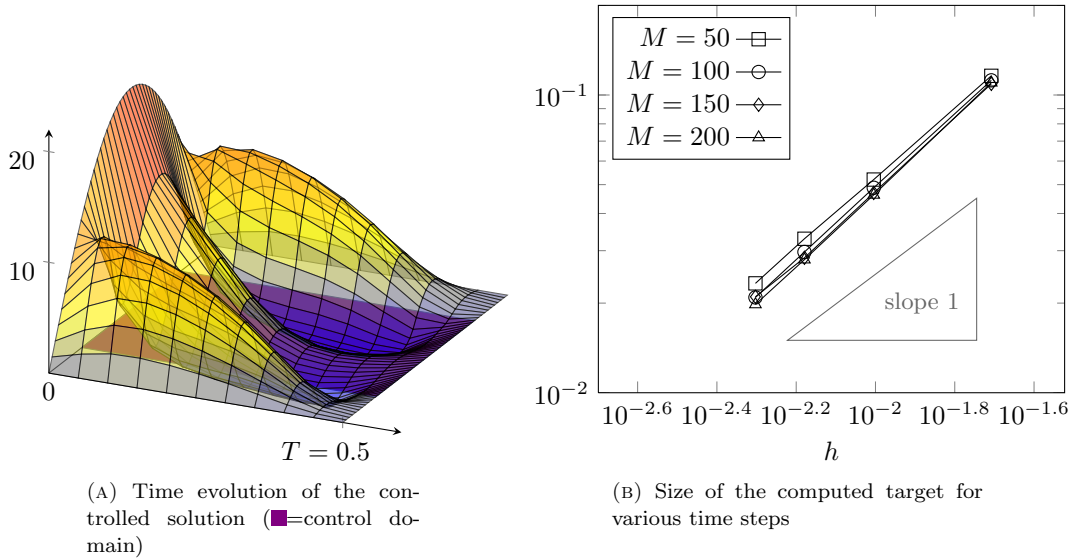 20
10
0
T = 0.5
(A) Time evolution of the con-
trolled solution (■=control do-
main)
M = 50
M = 100
M = 150
M = 200
10^{-1}
10^{-2}
slope 1
10^{-2.6} 10^{-2.4} 10^{-2.2} 10^{-2} 10^{-1.8} 10^{-1.6}
h
(B) Size of the computed target for
various time steps